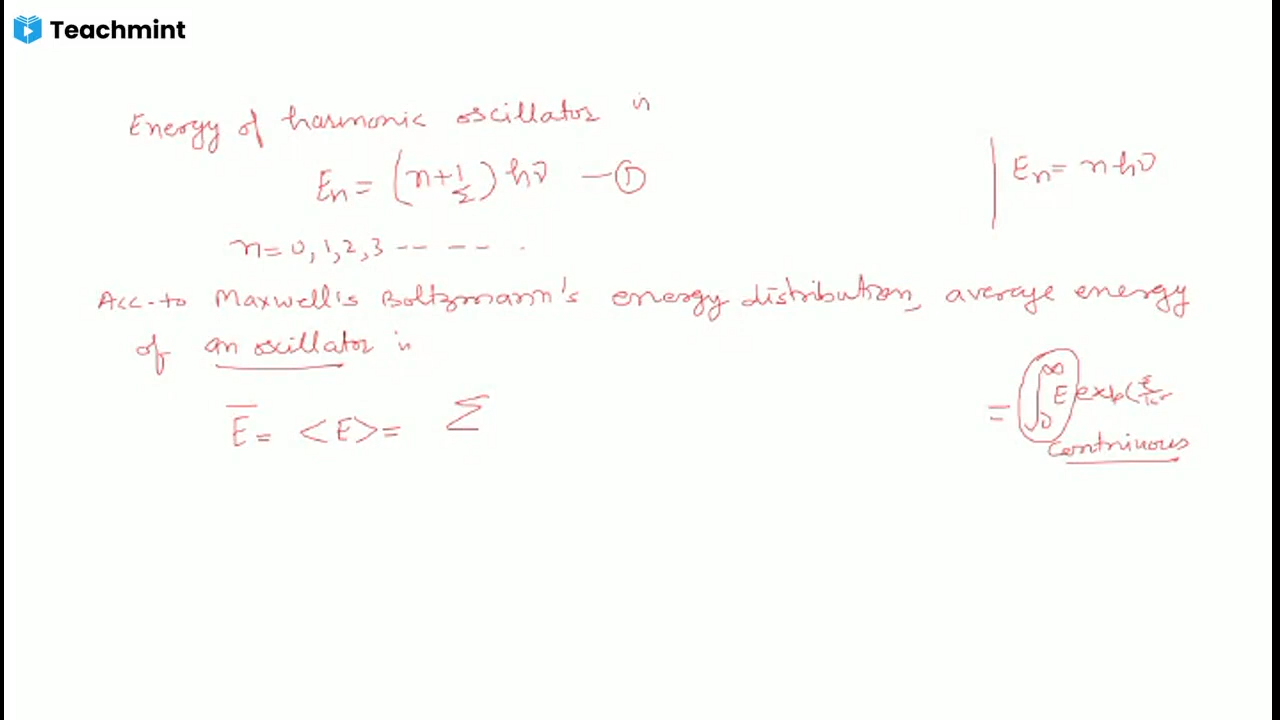 Teachmint
Energy of harmonic oscillator is
En = (n+1/2) hν —①
En = nhν
n = 0, 1, 2, 3 -- -- -- .
Acc-to Maxwell's Boltzmann's energy distribution, average energy
of an oscillator is
E̅ = <E> = Σ
= ∫₀^∞ E exp(
Continuous